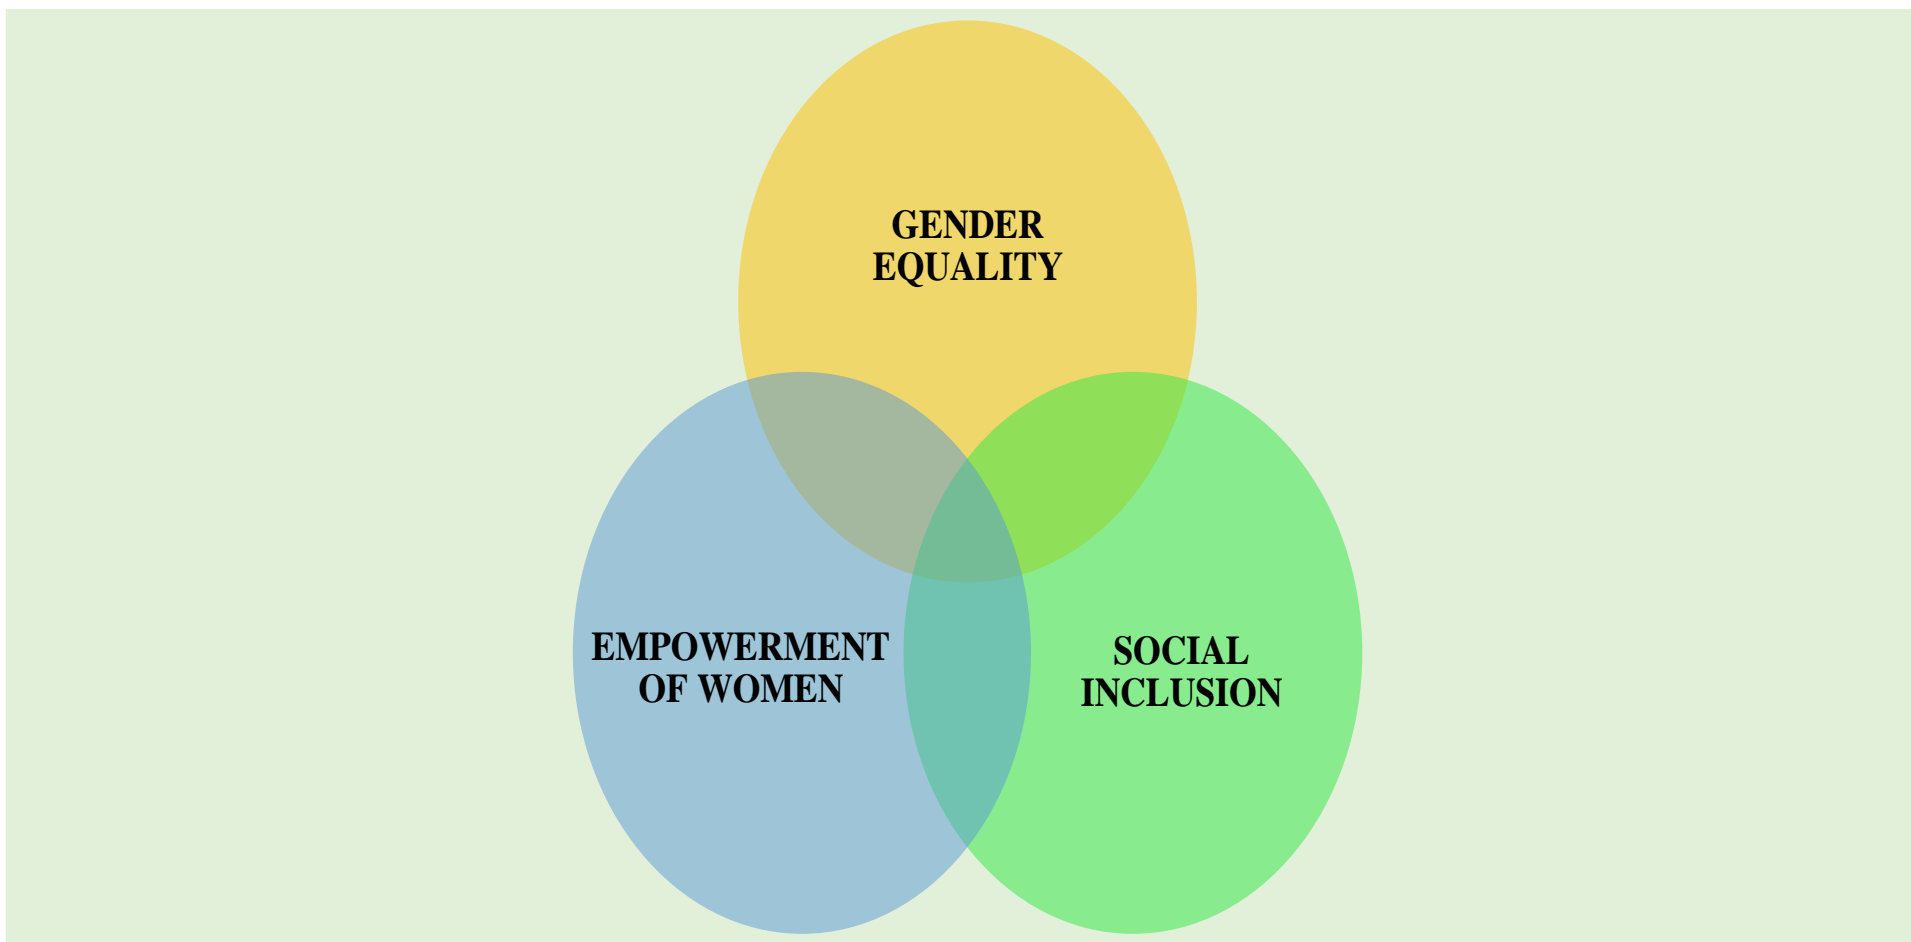 GENDER
EQUALITY
EMPOWERMENT
OF WOMEN
SOCIAL
INCLUSION